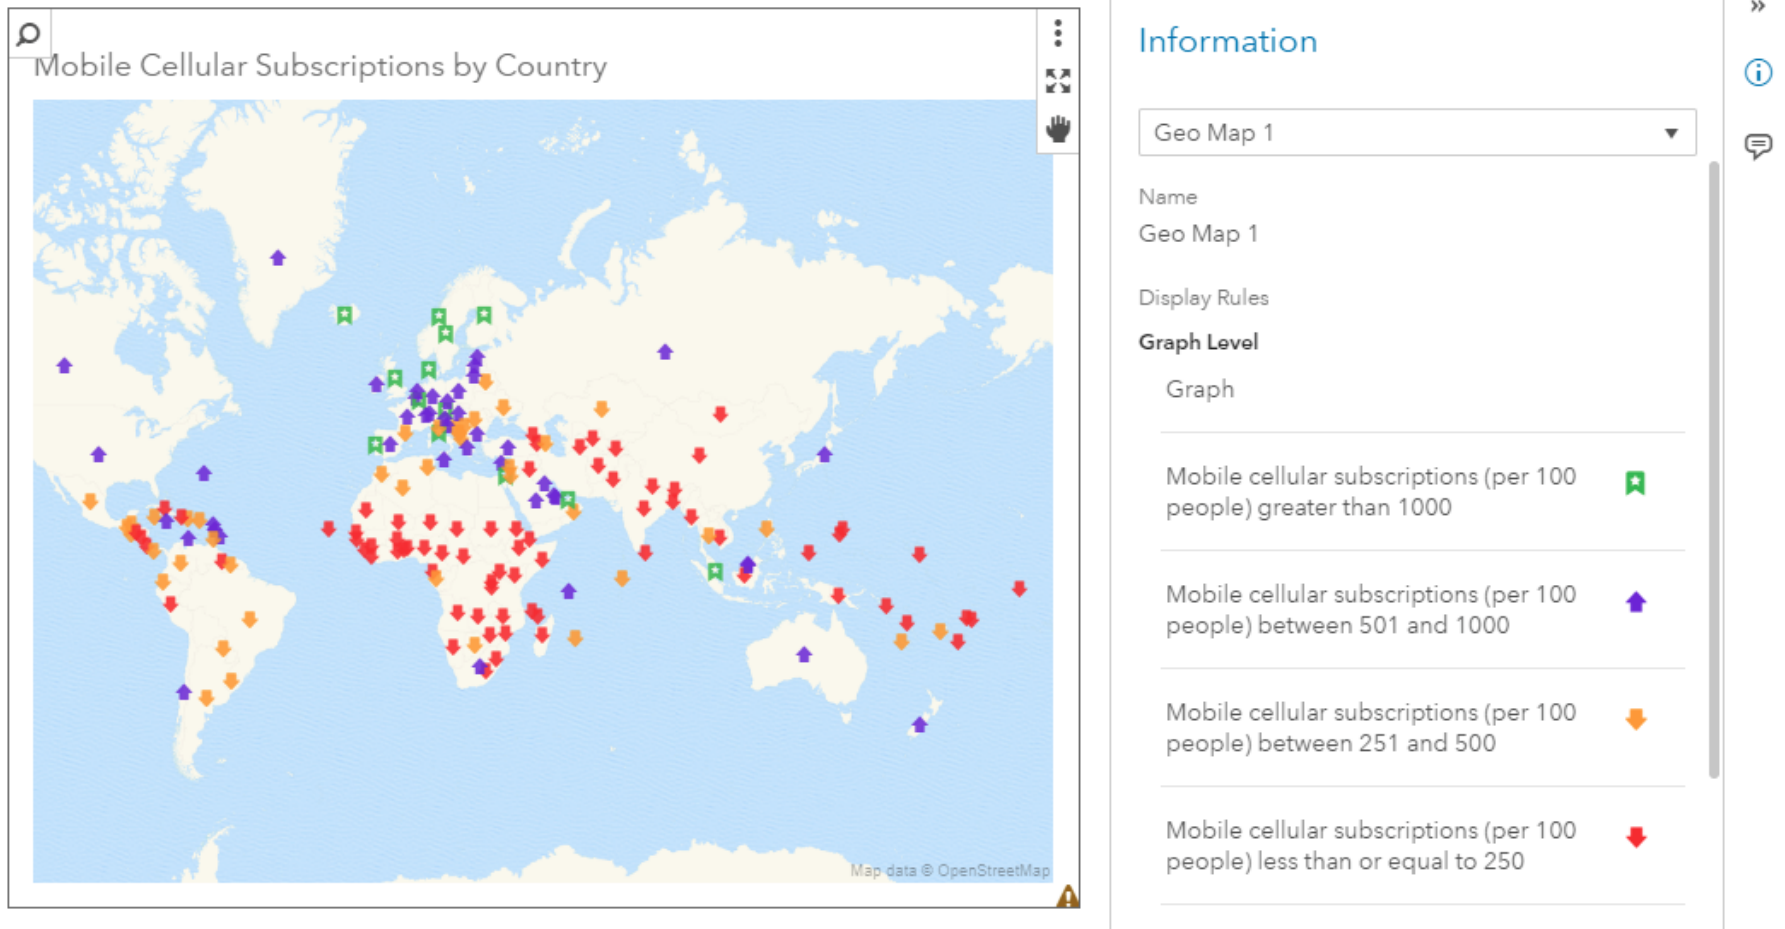 Mobile Cellular Subscriptions by Country
Map data © OpenStreetMap
Information
Geo Map 1
Name
Geo Map 1
Display Rules
Graph Level
Graph
Mobile cellular subscriptions (per 100
people) greater than 1000
Mobile cellular subscriptions (per 100
people) between 501 and 1000
Mobile cellular subscriptions (per 100
people) between 251 and 500
Mobile cellular subscriptions (per 100
people) less than or equal to 250